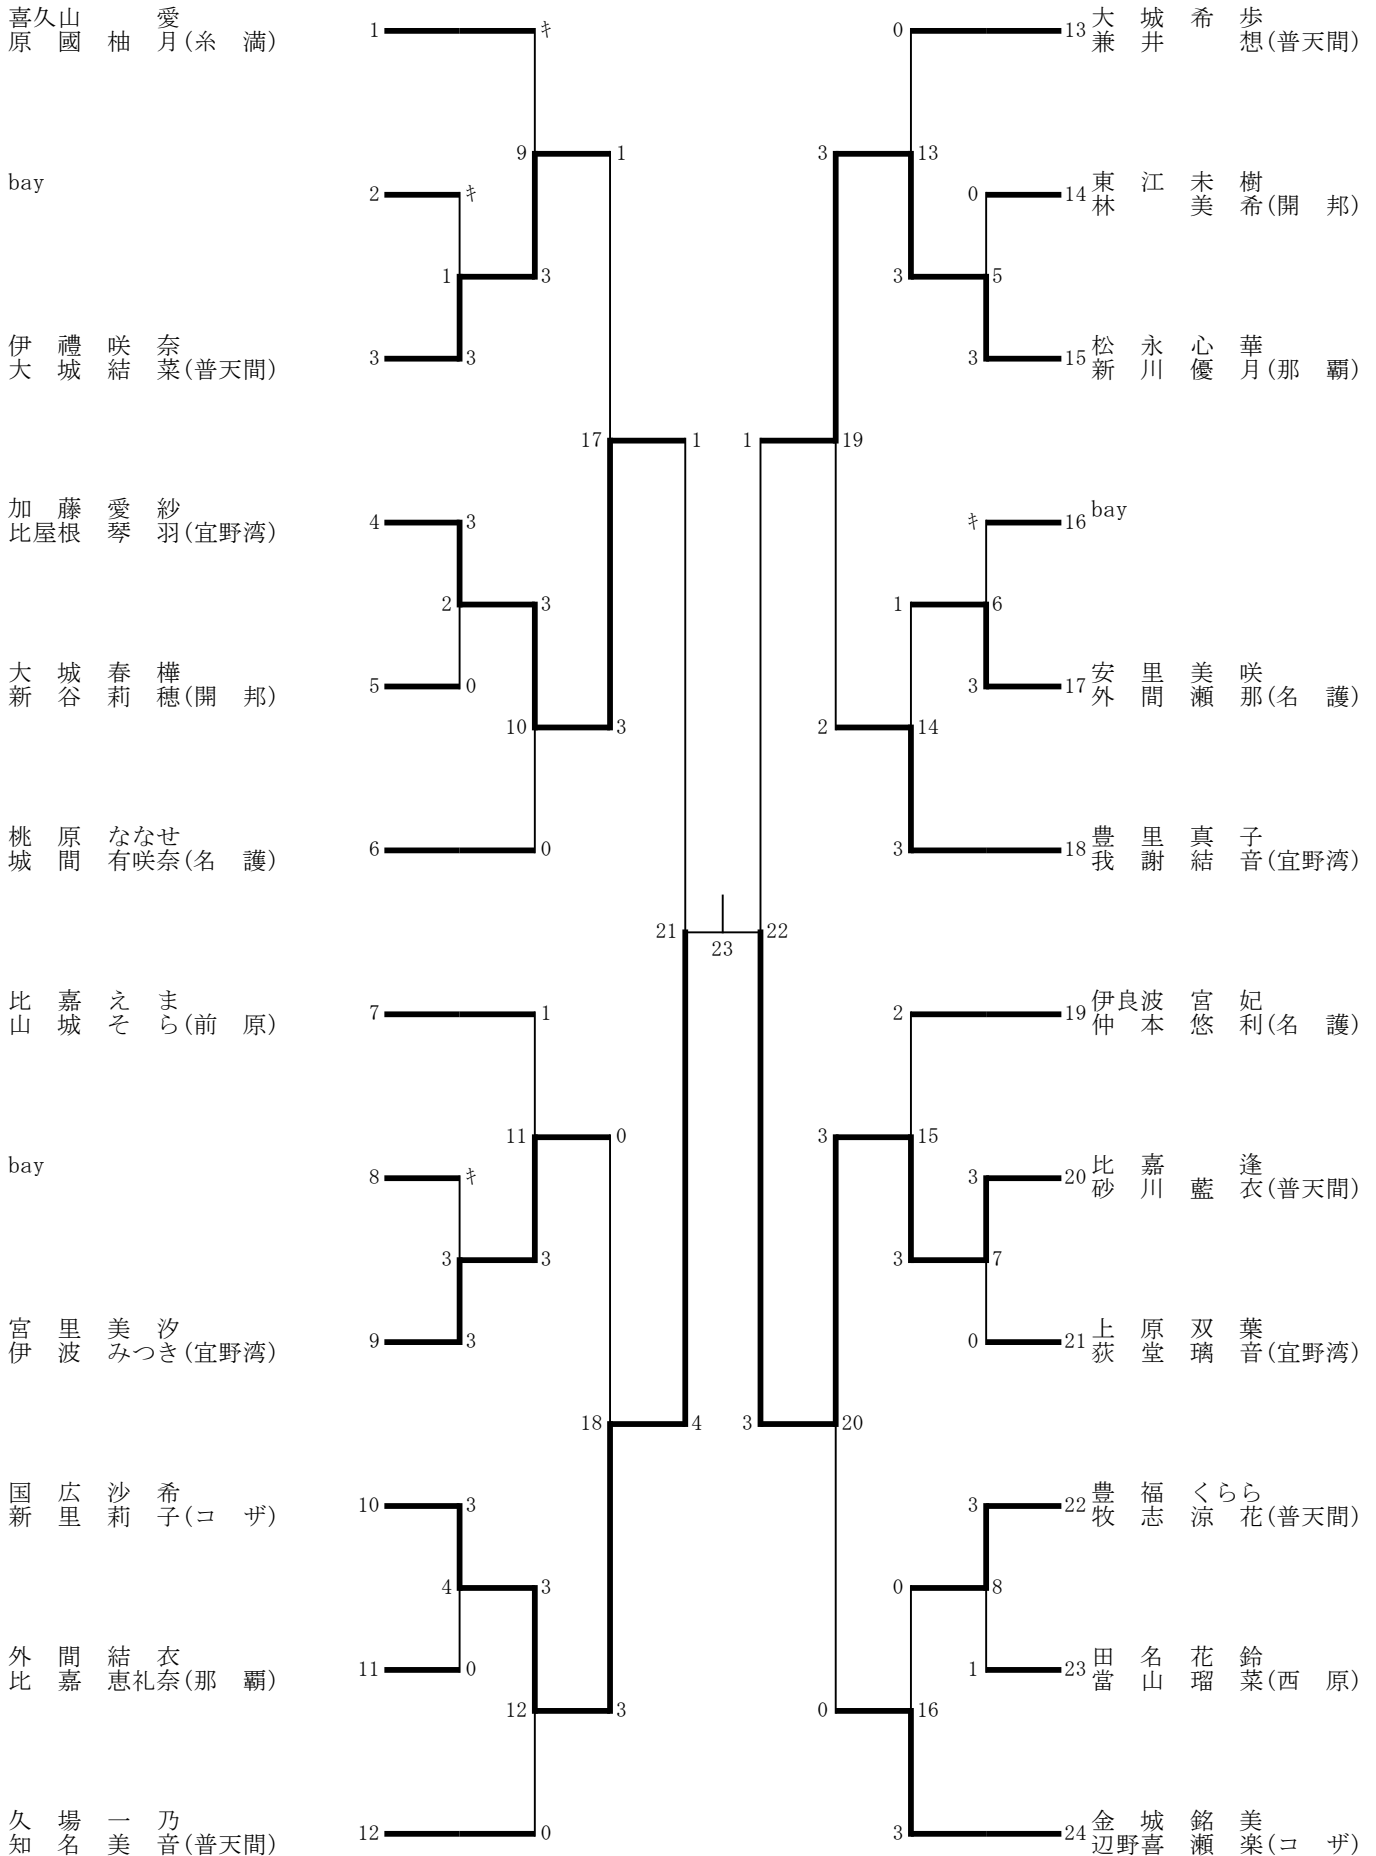 喜久山　　　愛
原　國　柚　月(糸　満)
1
キ
9
1
bay
2
キ
1
3
伊　禮　咲　奈
大　城　結　菜(普天間)
3
3
17
1
加　藤　愛　紗
比屋根　琴　羽(宜野湾)
4
3
2
3
大　城　春　樺
新　谷　莉　穂(開　邦)
5
0
10
3
桃　原　ななせ
城　間　有咲奈(名　護)
6
0
21
23
22
比　嘉　え　ま
山　城　そ　ら(前　原)
7
1
11
0
bay
8
キ
3
3
宮　里　美　汐
伊　波　みつき(宜野湾)
9
3
18
4
国　広　沙　希
新　里　莉　子(コ　ザ)
10
3
4
3
外　間　結　衣
比　嘉　恵礼奈(那　覇)
11
0
12
3
久　場　一　乃
知　名　美　音(普天間)
12
0
0
13
大　城　希　歩
兼　井　　　想(普天間)
3
13
0
14
東　江　未　樹
林　　　美　希(開　邦)
3
5
3
15
松　永　心　華
新　川　優　月(那　覇)
1
19
キ
16
bay
1
6
3
17
安　里　美　咲
外　間　瀬　那(名　護)
2
14
3
18
豊　里　真　子
我　謝　結　音(宜野湾)
2
19
伊良波　宮　妃
仲　本　悠　利(名　護)
3
15
3
20
比　嘉　　　逢
砂　川　藍　衣(普天間)
3
7
0
21
上　原　双　葉
荻　堂　璃　音(宜野湾)
3
20
3
22
豊　福　くらら
牧　志　涼　花(普天間)
0
8
1
23
田　名　花　鈴
當　山　瑠　菜(西　原)
0
16
3
24
金　城　銘　美
辺野喜　瀬　楽(コ　ザ)